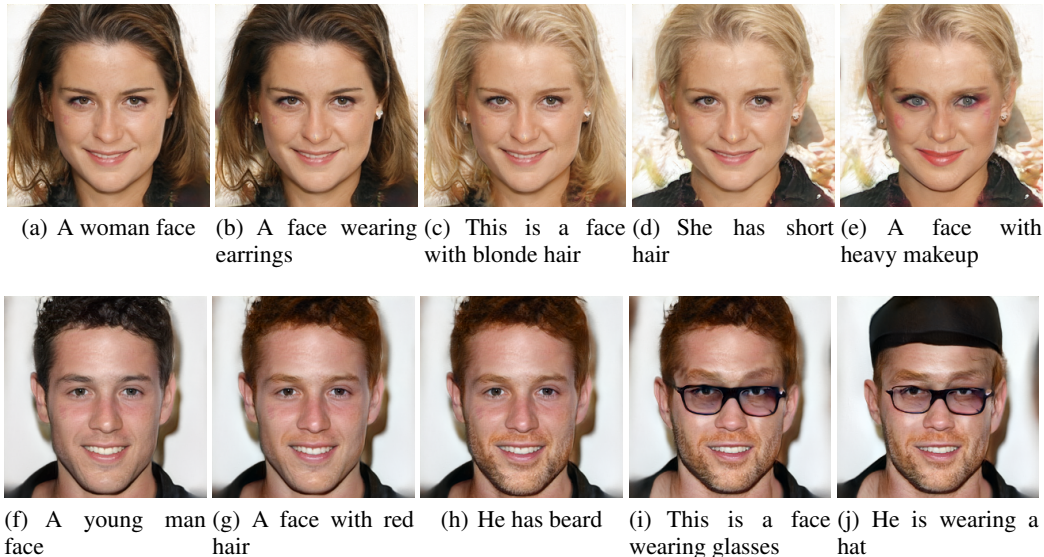 (a) A woman face
(b) A face wearing earrings
(c) This is a face with blonde hair
(d) She has short hair
(e) A face with heavy makeup
(f) A young man face
(g) A face with red hair
(h) He has beard
(i) This is a face wearing glasses
(j) He is wearing a hat